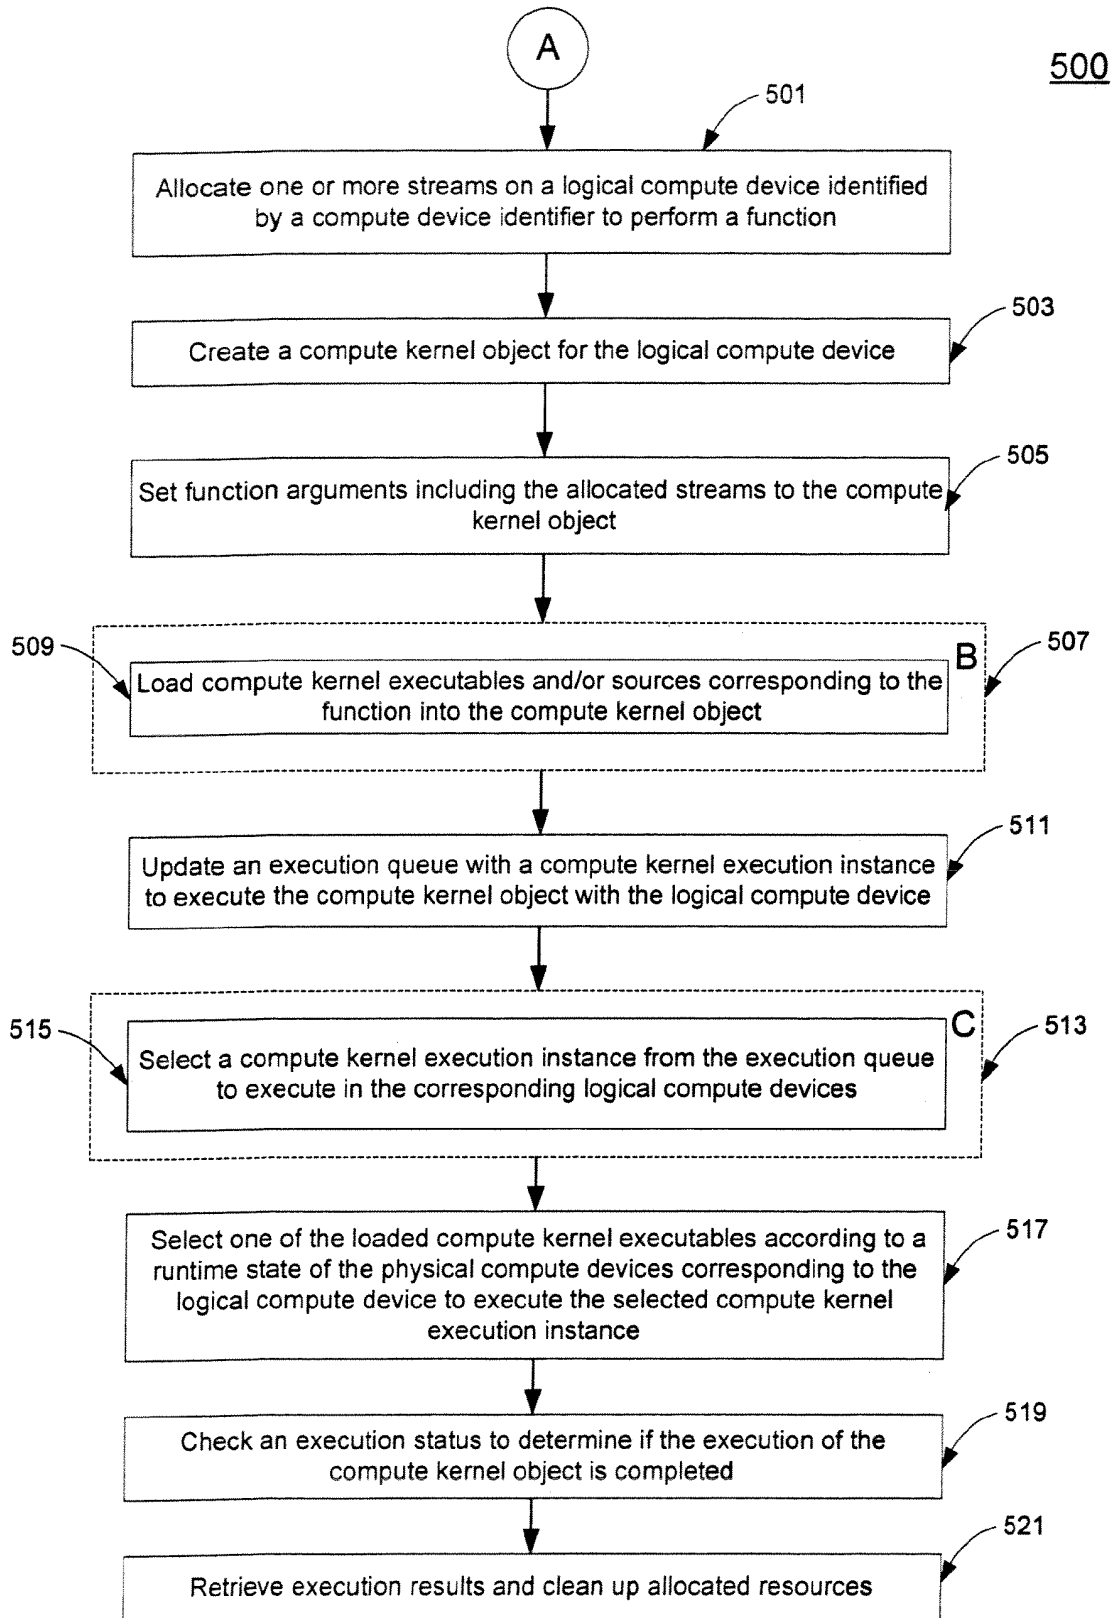 A
500
501
Allocate one or more streams on a logical compute device identified
by a compute device identifier to perform a function
503
Create a compute kernel object for the logical compute device
505
Set function arguments including the allocated streams to the compute
kernel object
509
B
507
Load compute kernel executables and/or sources corresponding to the
function into the compute kernel object
511
Update an execution queue with a compute kernel execution instance
to execute the compute kernel object with the logical compute device
515
C
513
Select a compute kernel execution instance from the execution queue
to execute in the corresponding logical compute devices
517
Select one of the loaded compute kernel executables according to a
runtime state of the physical compute devices corresponding to the
logical compute device to execute the selected compute kernel
execution instance
519
Check an execution status to determine if the execution of the
compute kernel object is completed
521
Retrieve execution results and clean up allocated resources